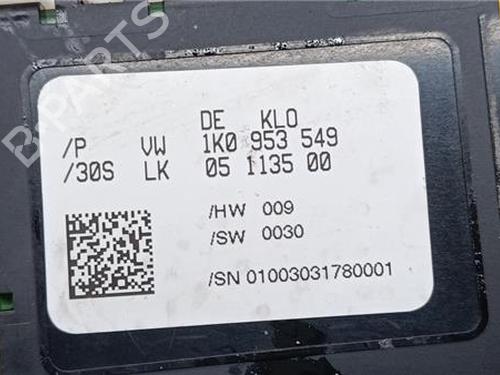 B-PARTS
DE KLO
/P VW 1K0 953 549
/30S LK 05 1135 00
/HW 009
/SW 0030
/SN 01003031780001